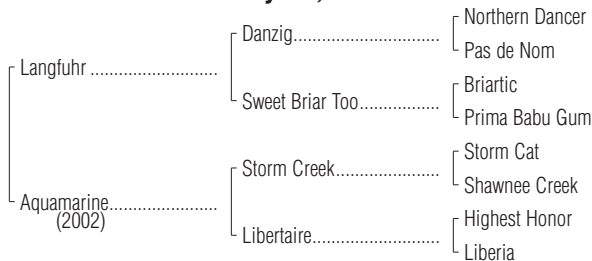 Northern Dancer
Danzig
Pas de Nom
Langfuhr
Briartic
Sweet Briar Too
Prima Babu Gum
Storm Cat
Storm Creek
Shawnee Creek
Aquamarine
(2002)
Highest Honor
Libertaire
Liberia